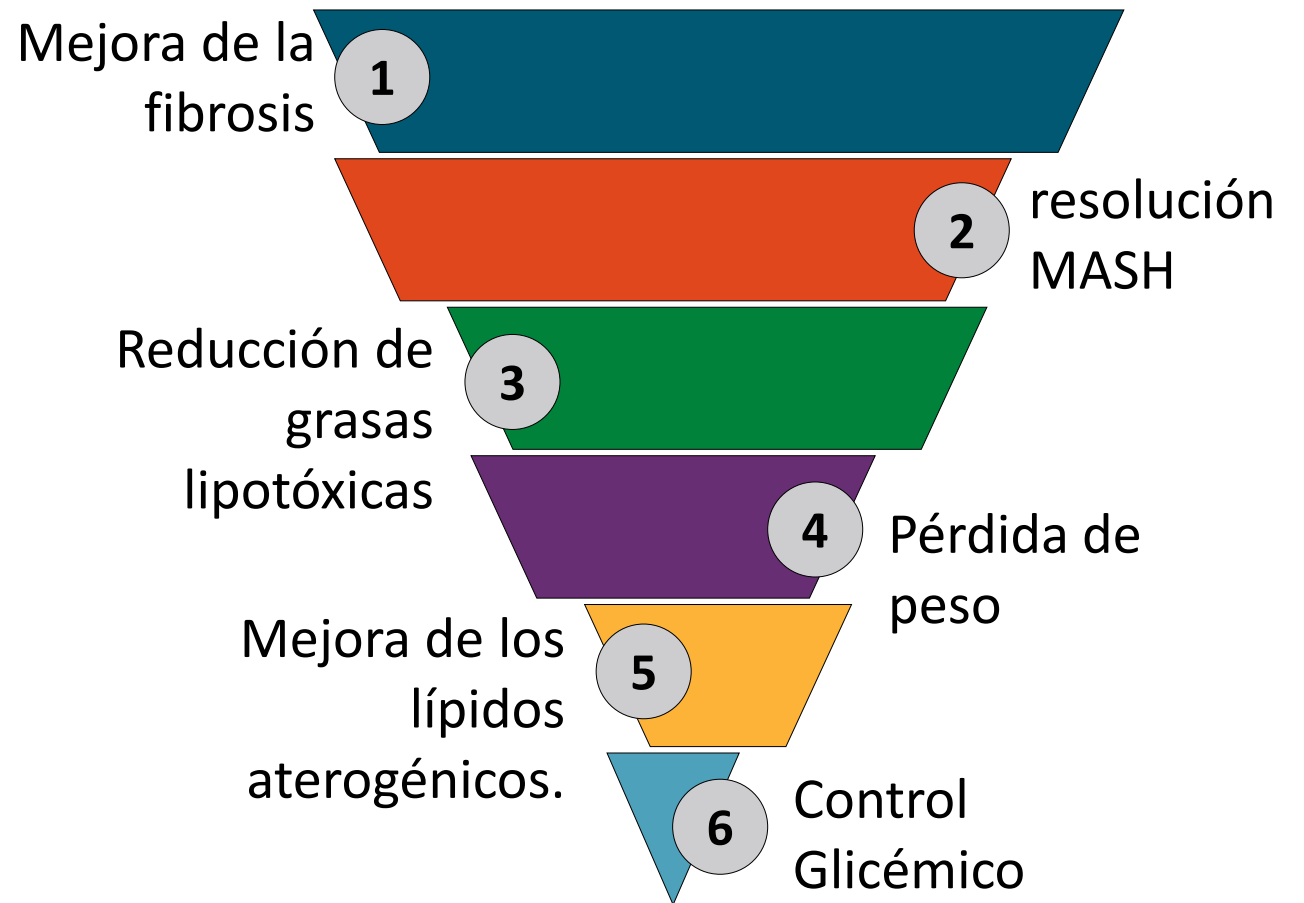 Mejora de la
fibrosis
1
2
resolución
MASH
Reducción de
grasas
lipotóxicas
3
4
Pérdida de
peso
Mejora de los
lípidos
aterogénicos.
5
6
Control
Glicémico